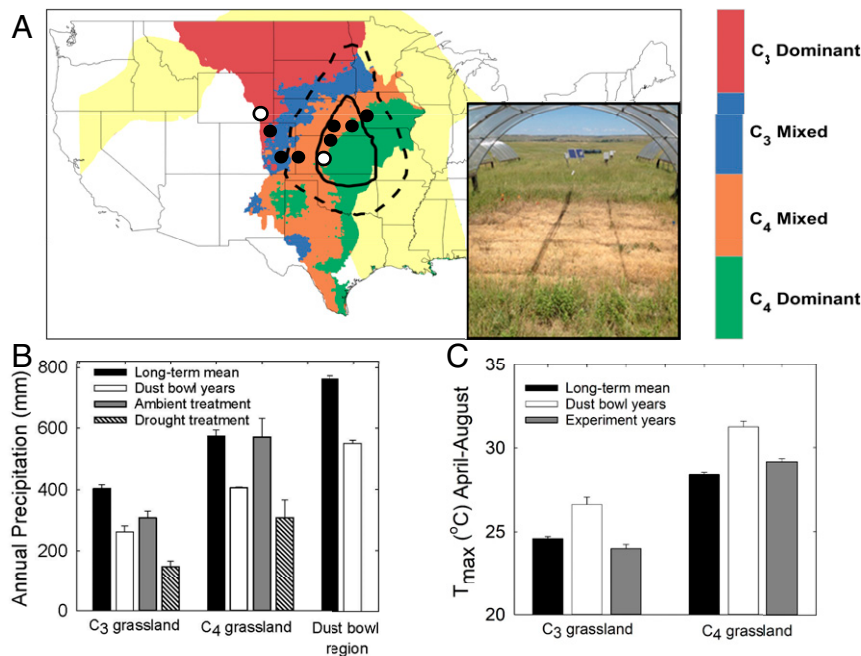 A
C₃ Dominant
C₃ Mixed
C₄ Mixed
C₄ Dominant
B
800
600
400
200
0
Annual Precipitation (mm)
Long-term mean
Dust bowl years
Ambient treatment
Drought treatment
C₃ grassland
C₄ grassland
Dust bowl
region
C
35
30
25
20
Tmax (°C) April-August
Long-term mean
Dust bowl years
Experiment years
C₃ grassland
C₄ grassland